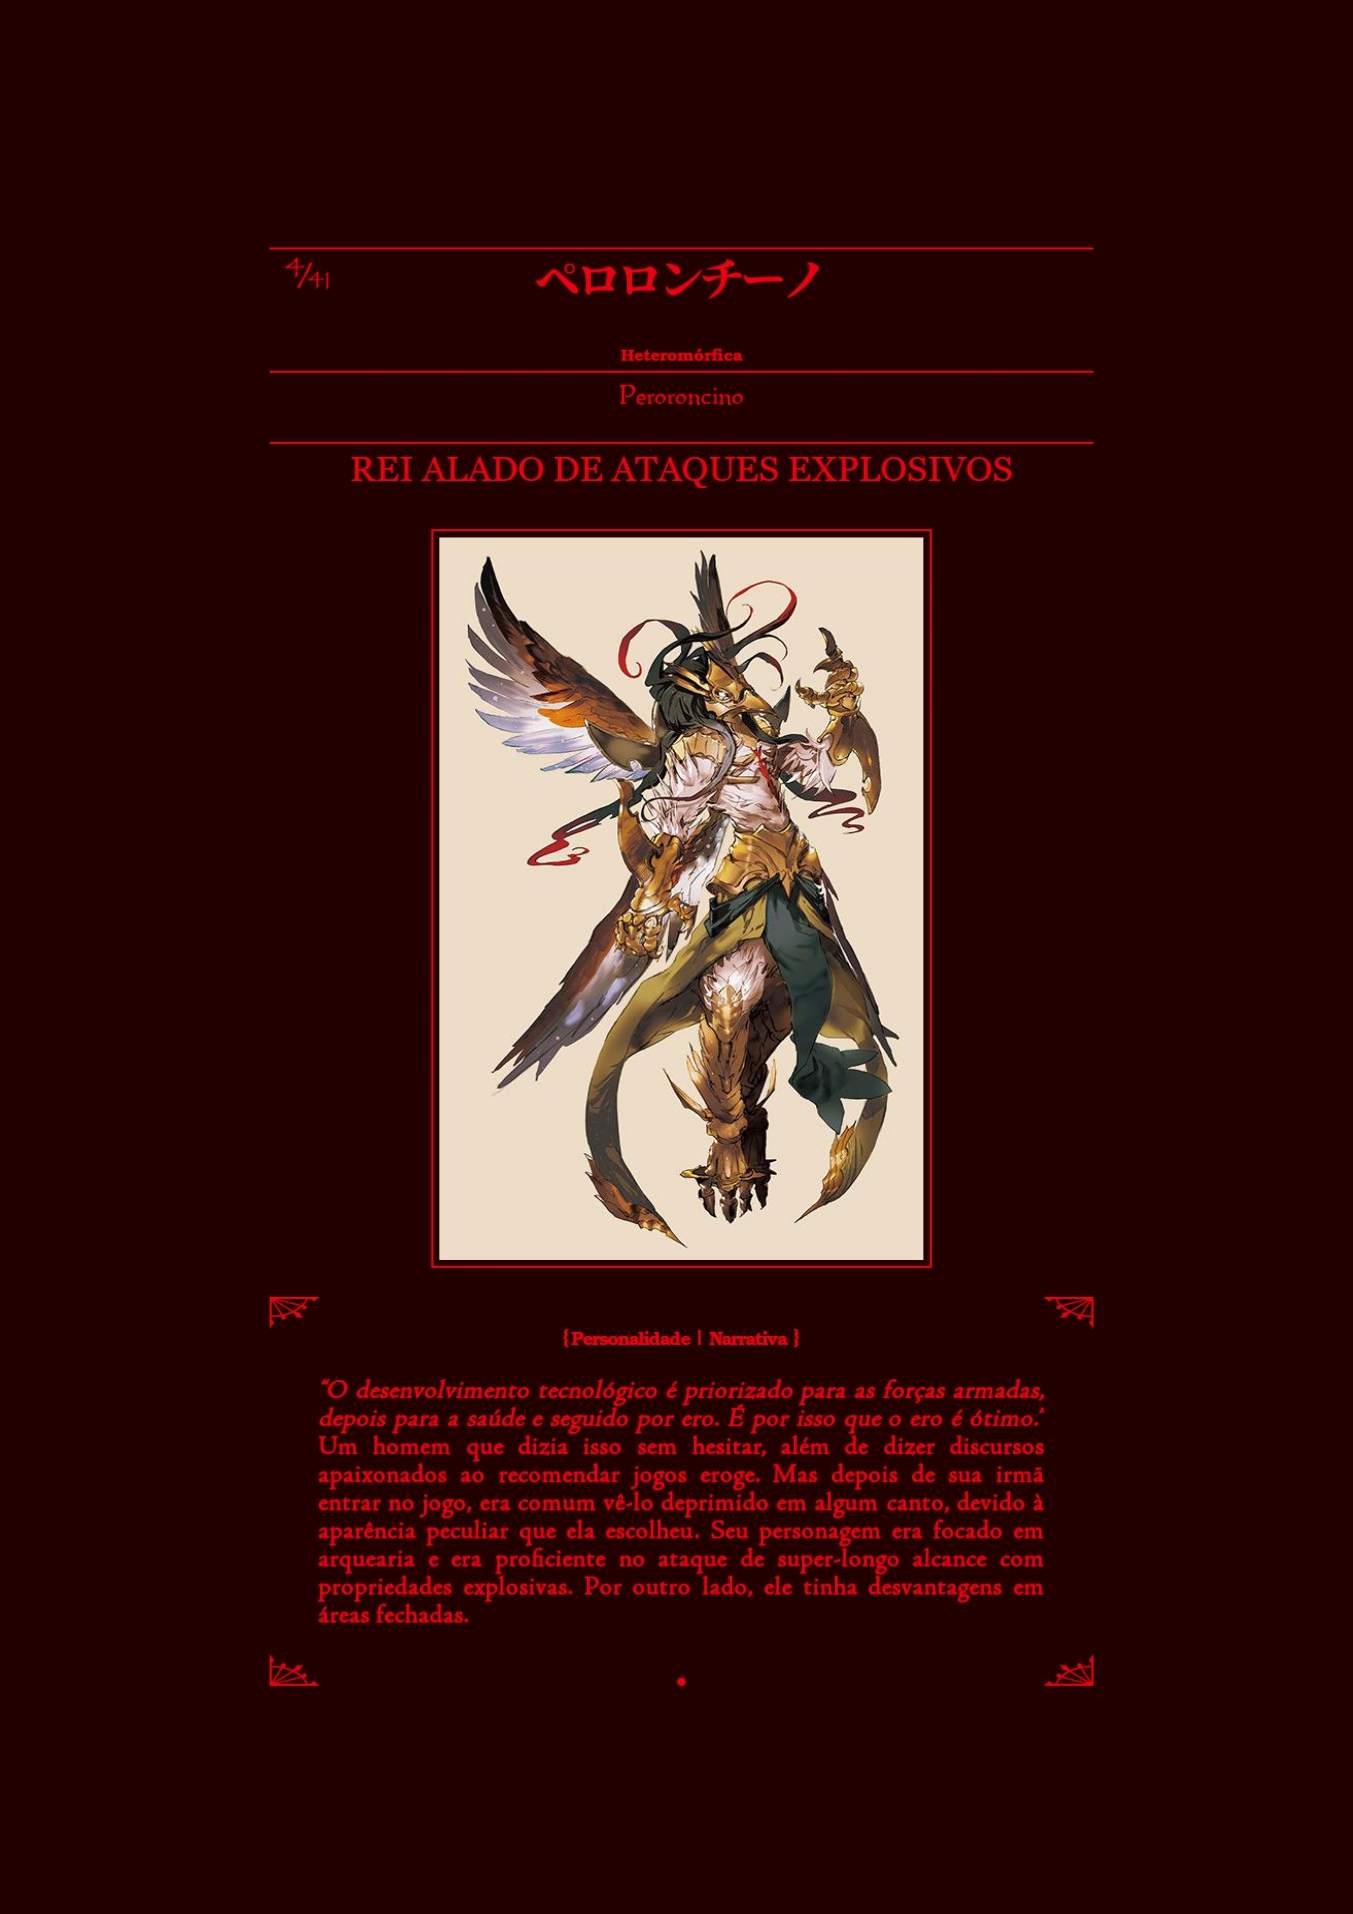 4/41
ペロロンチーノ
Heteromórfica
Peroroncino
REI ALADO DE ATAQUES EXPLOSIVOS
{Personalidade | Narrativa }
"O desenvolvimento tecnológico é priorizado para as forças armadas,
depois para a saúde e seguido por ero. É por isso que o ero é ótimo."
Um homem que dizia isso sem hesitar, além de dizer discursos
apaixonados ao recomendar jogos eroge. Mas depois de sua irmã
entrar no jogo, era comum vê-lo deprimido em algum canto, devido à
aparência peculiar que ela escolheu. Seu personagem era focado em
arquearia e era proficiente no ataque de super-longo alcance com
propriedades explosivas. Por outro lado, ele tinha desvantagens em
áreas fechadas.